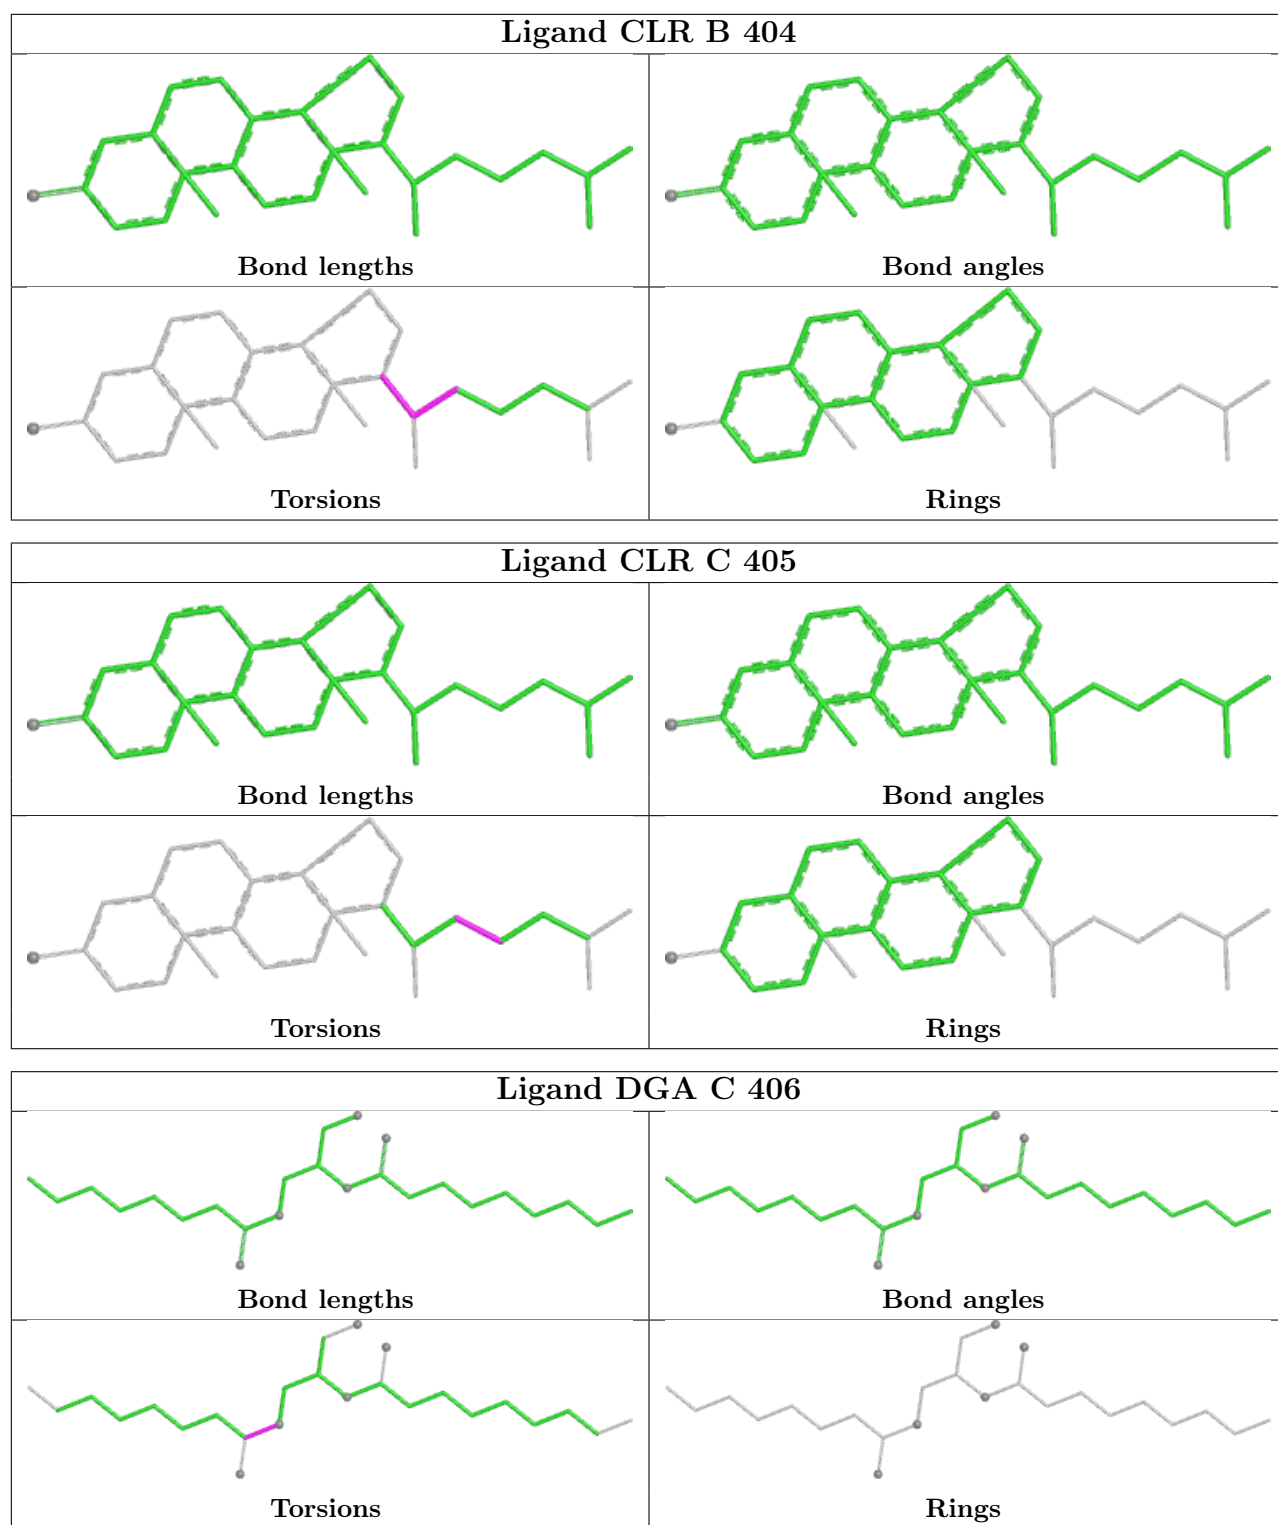 Ligand CLR B 404
Bond lengths
Bond angles
Torsions
Rings
Ligand CLR C 405
Bond lengths
Bond angles
Torsions
Rings
Ligand DGA C 406
Bond lengths
Bond angles
Torsions
Rings